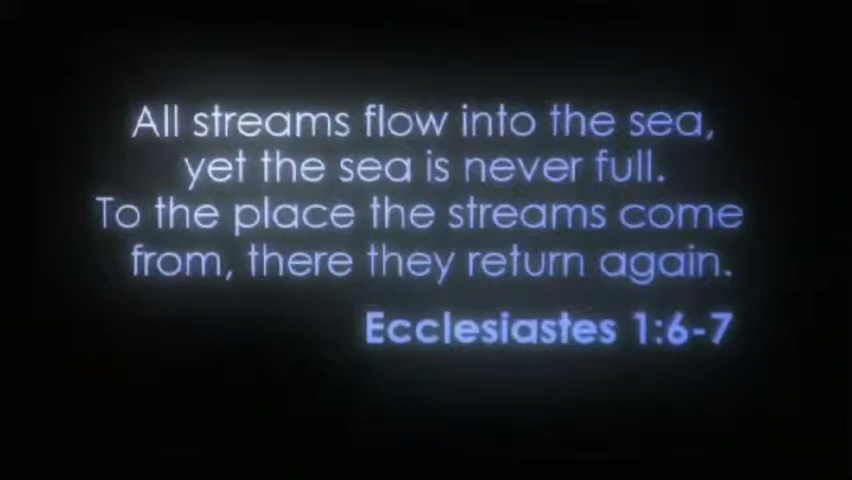 All streams flow into the sea,
yet the sea is never full.
To the place the streams come
from, there they return again.
Ecclesiastes 1:6-7